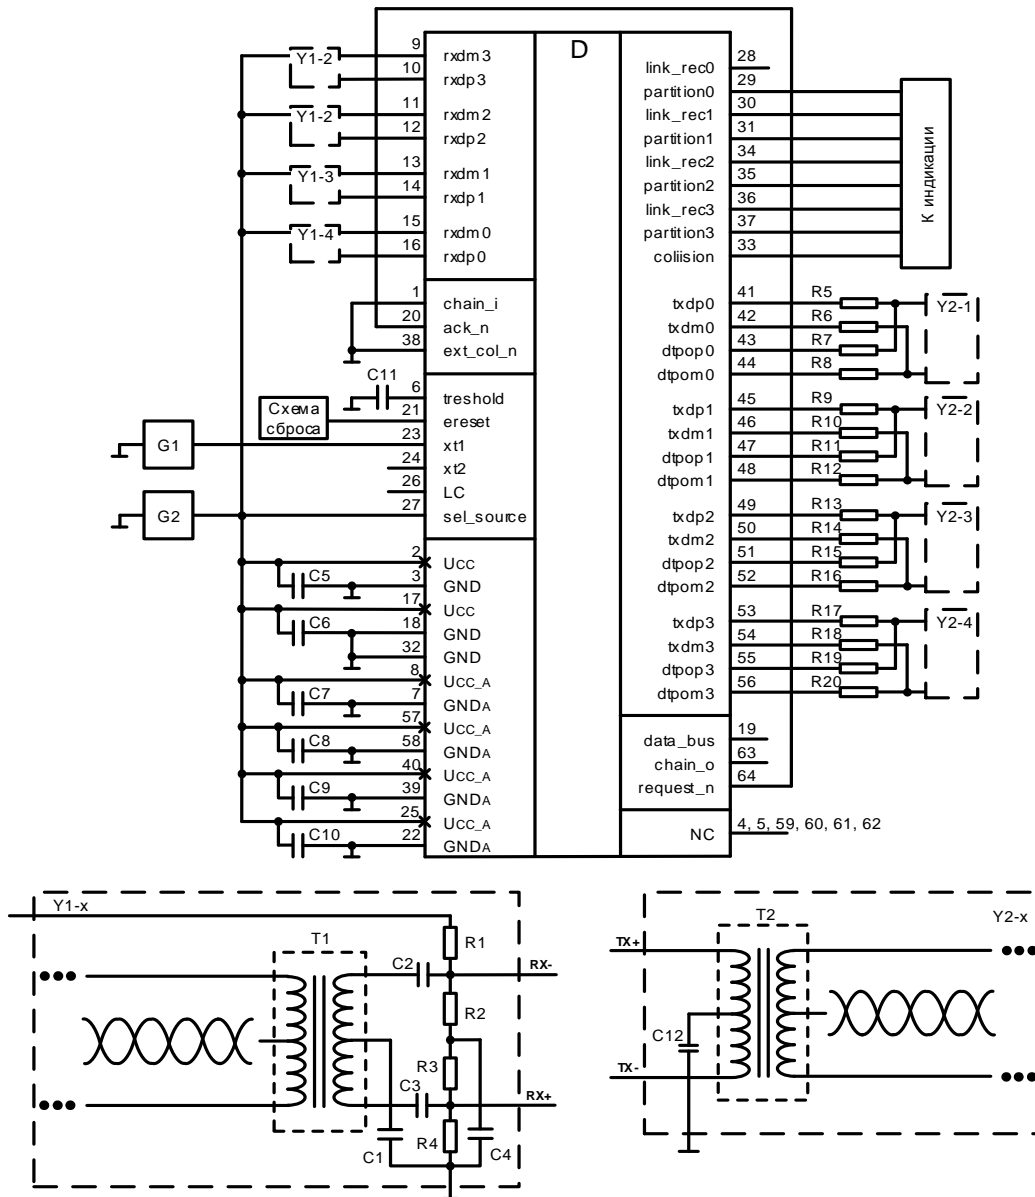 D
9 rxdm3
Y1-2
10 rxdp3
11 rxdm2
Y1-2
12 rxdp2
13 rxdm1
Y1-3
14 rxdp1
15 rxdm0
Y1-4
16 rxdp0
1 chain_i
20 ack_n
38 ext_col_n
C11
6 treshold
Схема
сброса
21 ereset
G1
23 xt1
24 xt2
26 LC
G2
27 sel_source
2 UCC
C5
3 GND
17 UCC
C6
18 GND
32 GND
8 UCC_A
C7
7 GNDA
57 UCC_A
C8
58 GNDA
40 UCC_A
C9
39 GNDA
25 UCC_A
C10
22 GNDA
link_rec0 28
partition0 29
link_rec1 30
partition1 31
link_rec2 34
partition2 35
link_rec3 36
partition3 37
coliision 33
К индикации
txdp0 41 R5
Y2-1
txdm0 42 R6
dtpop0 43 R7
dtpom0 44 R8
txdp1 45 R9
Y2-2
txdm1 46 R10
dtpop1 47 R11
dtpom1 48 R12
txdp2 49 R13
Y2-3
txdm2 50 R14
dtpop2 51 R15
dtpom2 52 R16
txdp3 53 R17
Y2-4
txdm3 54 R18
dtpop3 55 R19
dtpom3 56 R20
data_bus 19
chain_o 63
request_n 64
NC 4, 5, 59, 60, 61, 62
Y1-x
T1
R1
C2
RX-
R2
R3
C3
RX+
R4
C1
C4
Y2-x
T2
TX+
C12
TX-